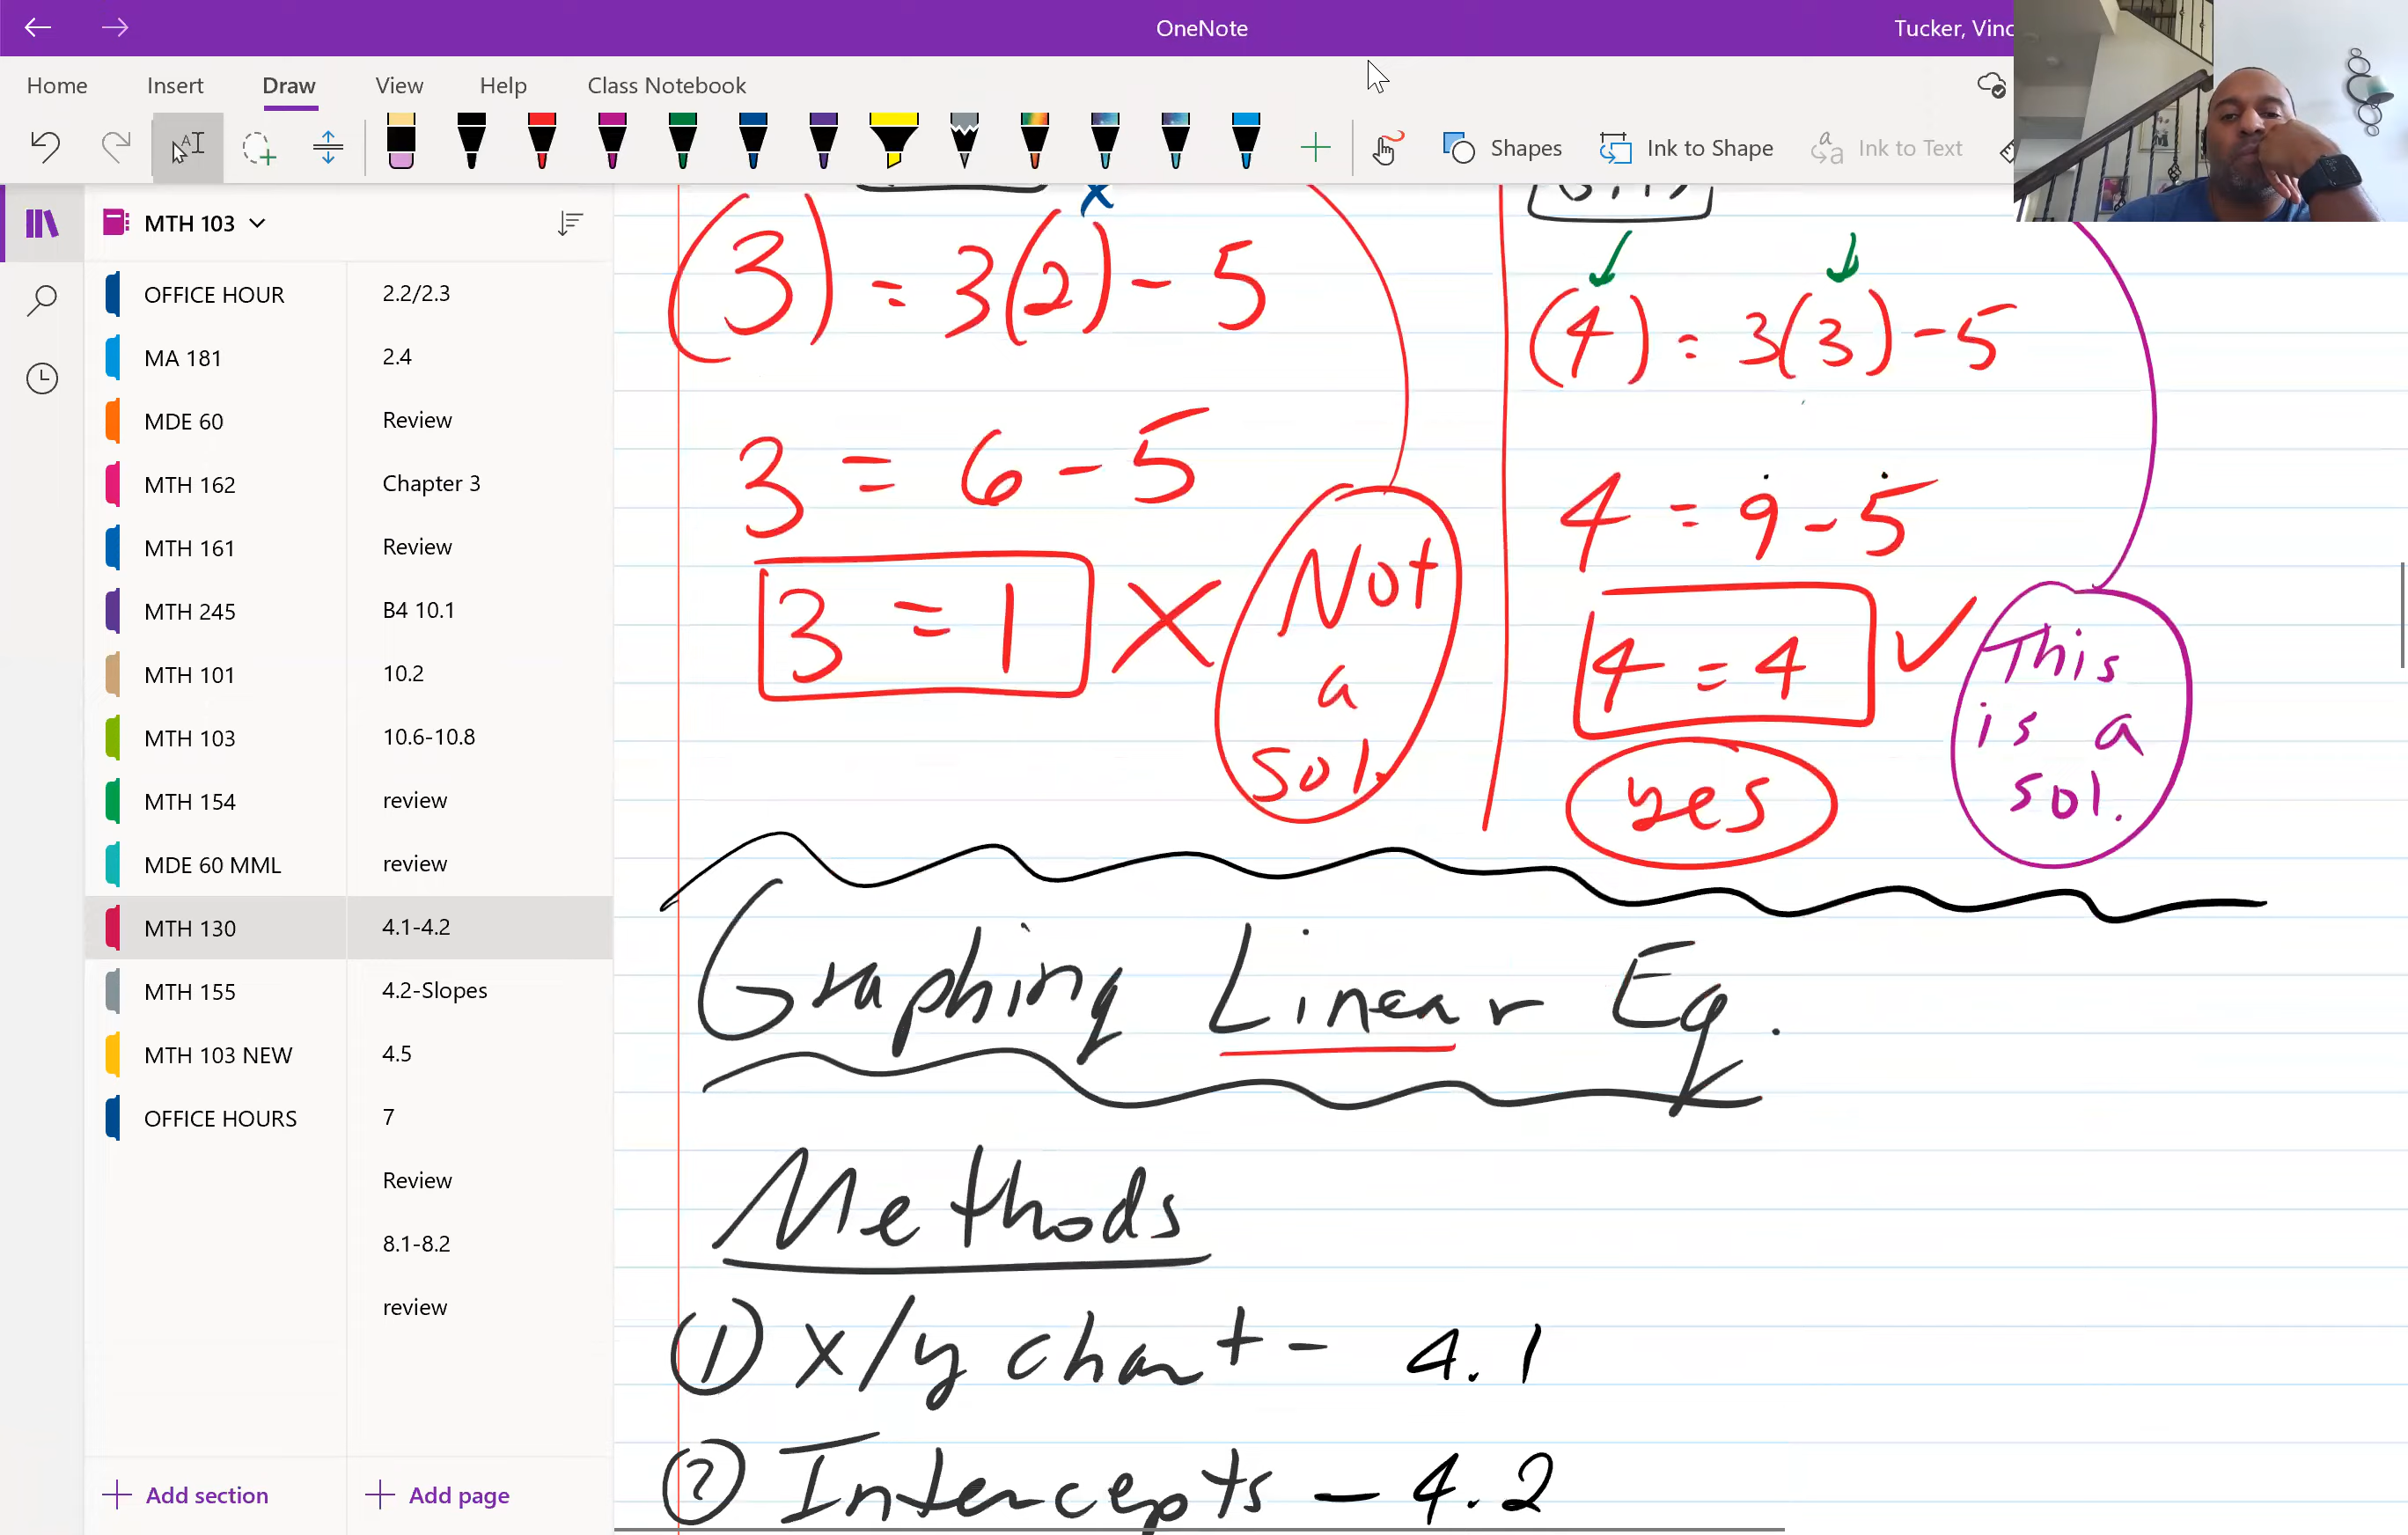 OneNote
Tucker, Vinc
Home Insert Draw View Help Class Notebook
Shapes Ink to Shape Ink to Text
MTH 103
OFFICE HOUR 2.2/2.3
MA 181 2.4
MDE 60 Review
MTH 162 Chapter 3
MTH 161 Review
MTH 245 B4 10.1
MTH 101 10.2
MTH 103 10.6-10.8
MTH 154 review
MDE 60 MML review
MTH 130 4.1-4.2
MTH 155 4.2-Slopes
MTH 103 NEW 4.5
OFFICE HOURS 7
Review
8.1-8.2
review
Add section Add page
x
(3) = 3(2) - 5
3 = 6 - 5
3 = 1 X
Not
a
sol.
(4) = 3(3) - 5
4 = 9 - 5
4 = 4 ✓
yes
This
is a
sol.
Graphing Linear Eq.
Methods
① x/y chart - 4.1
② Intercepts - 4.2